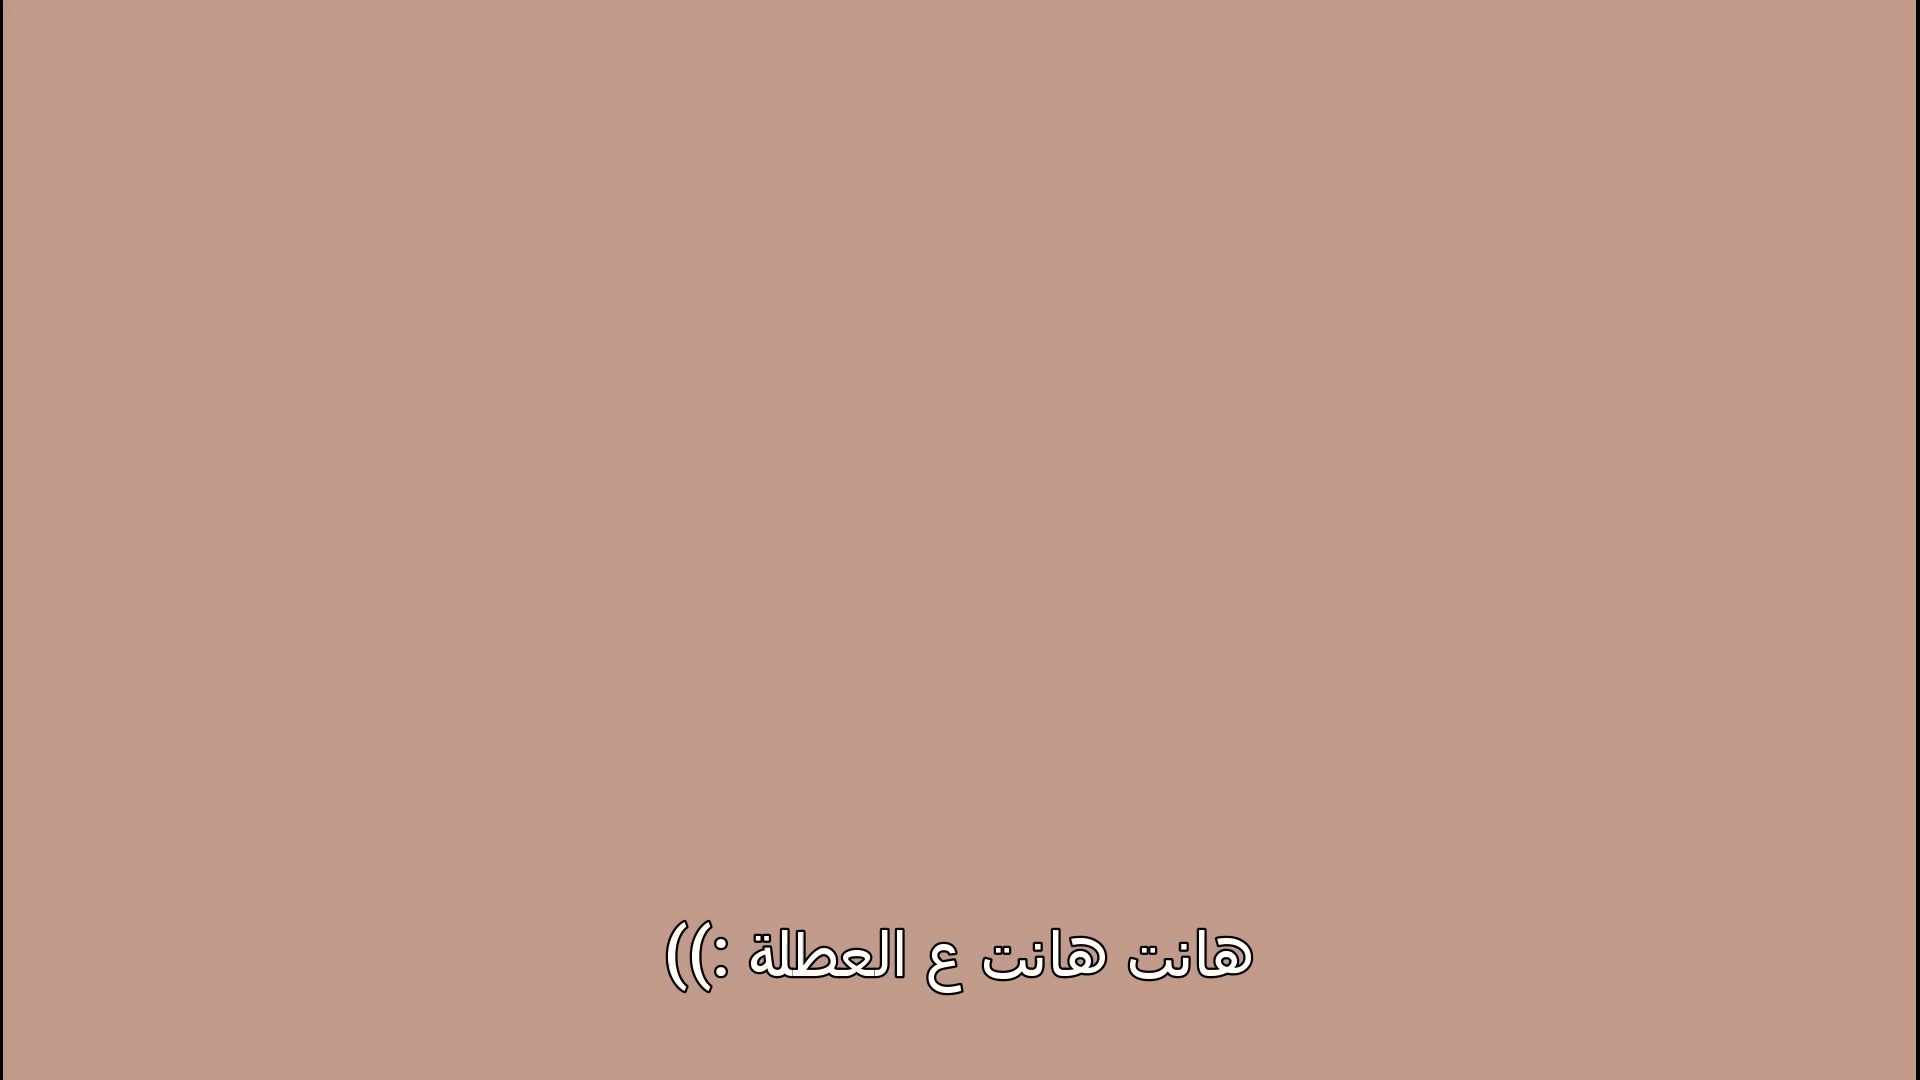 هانت هانت ع العطلة :))